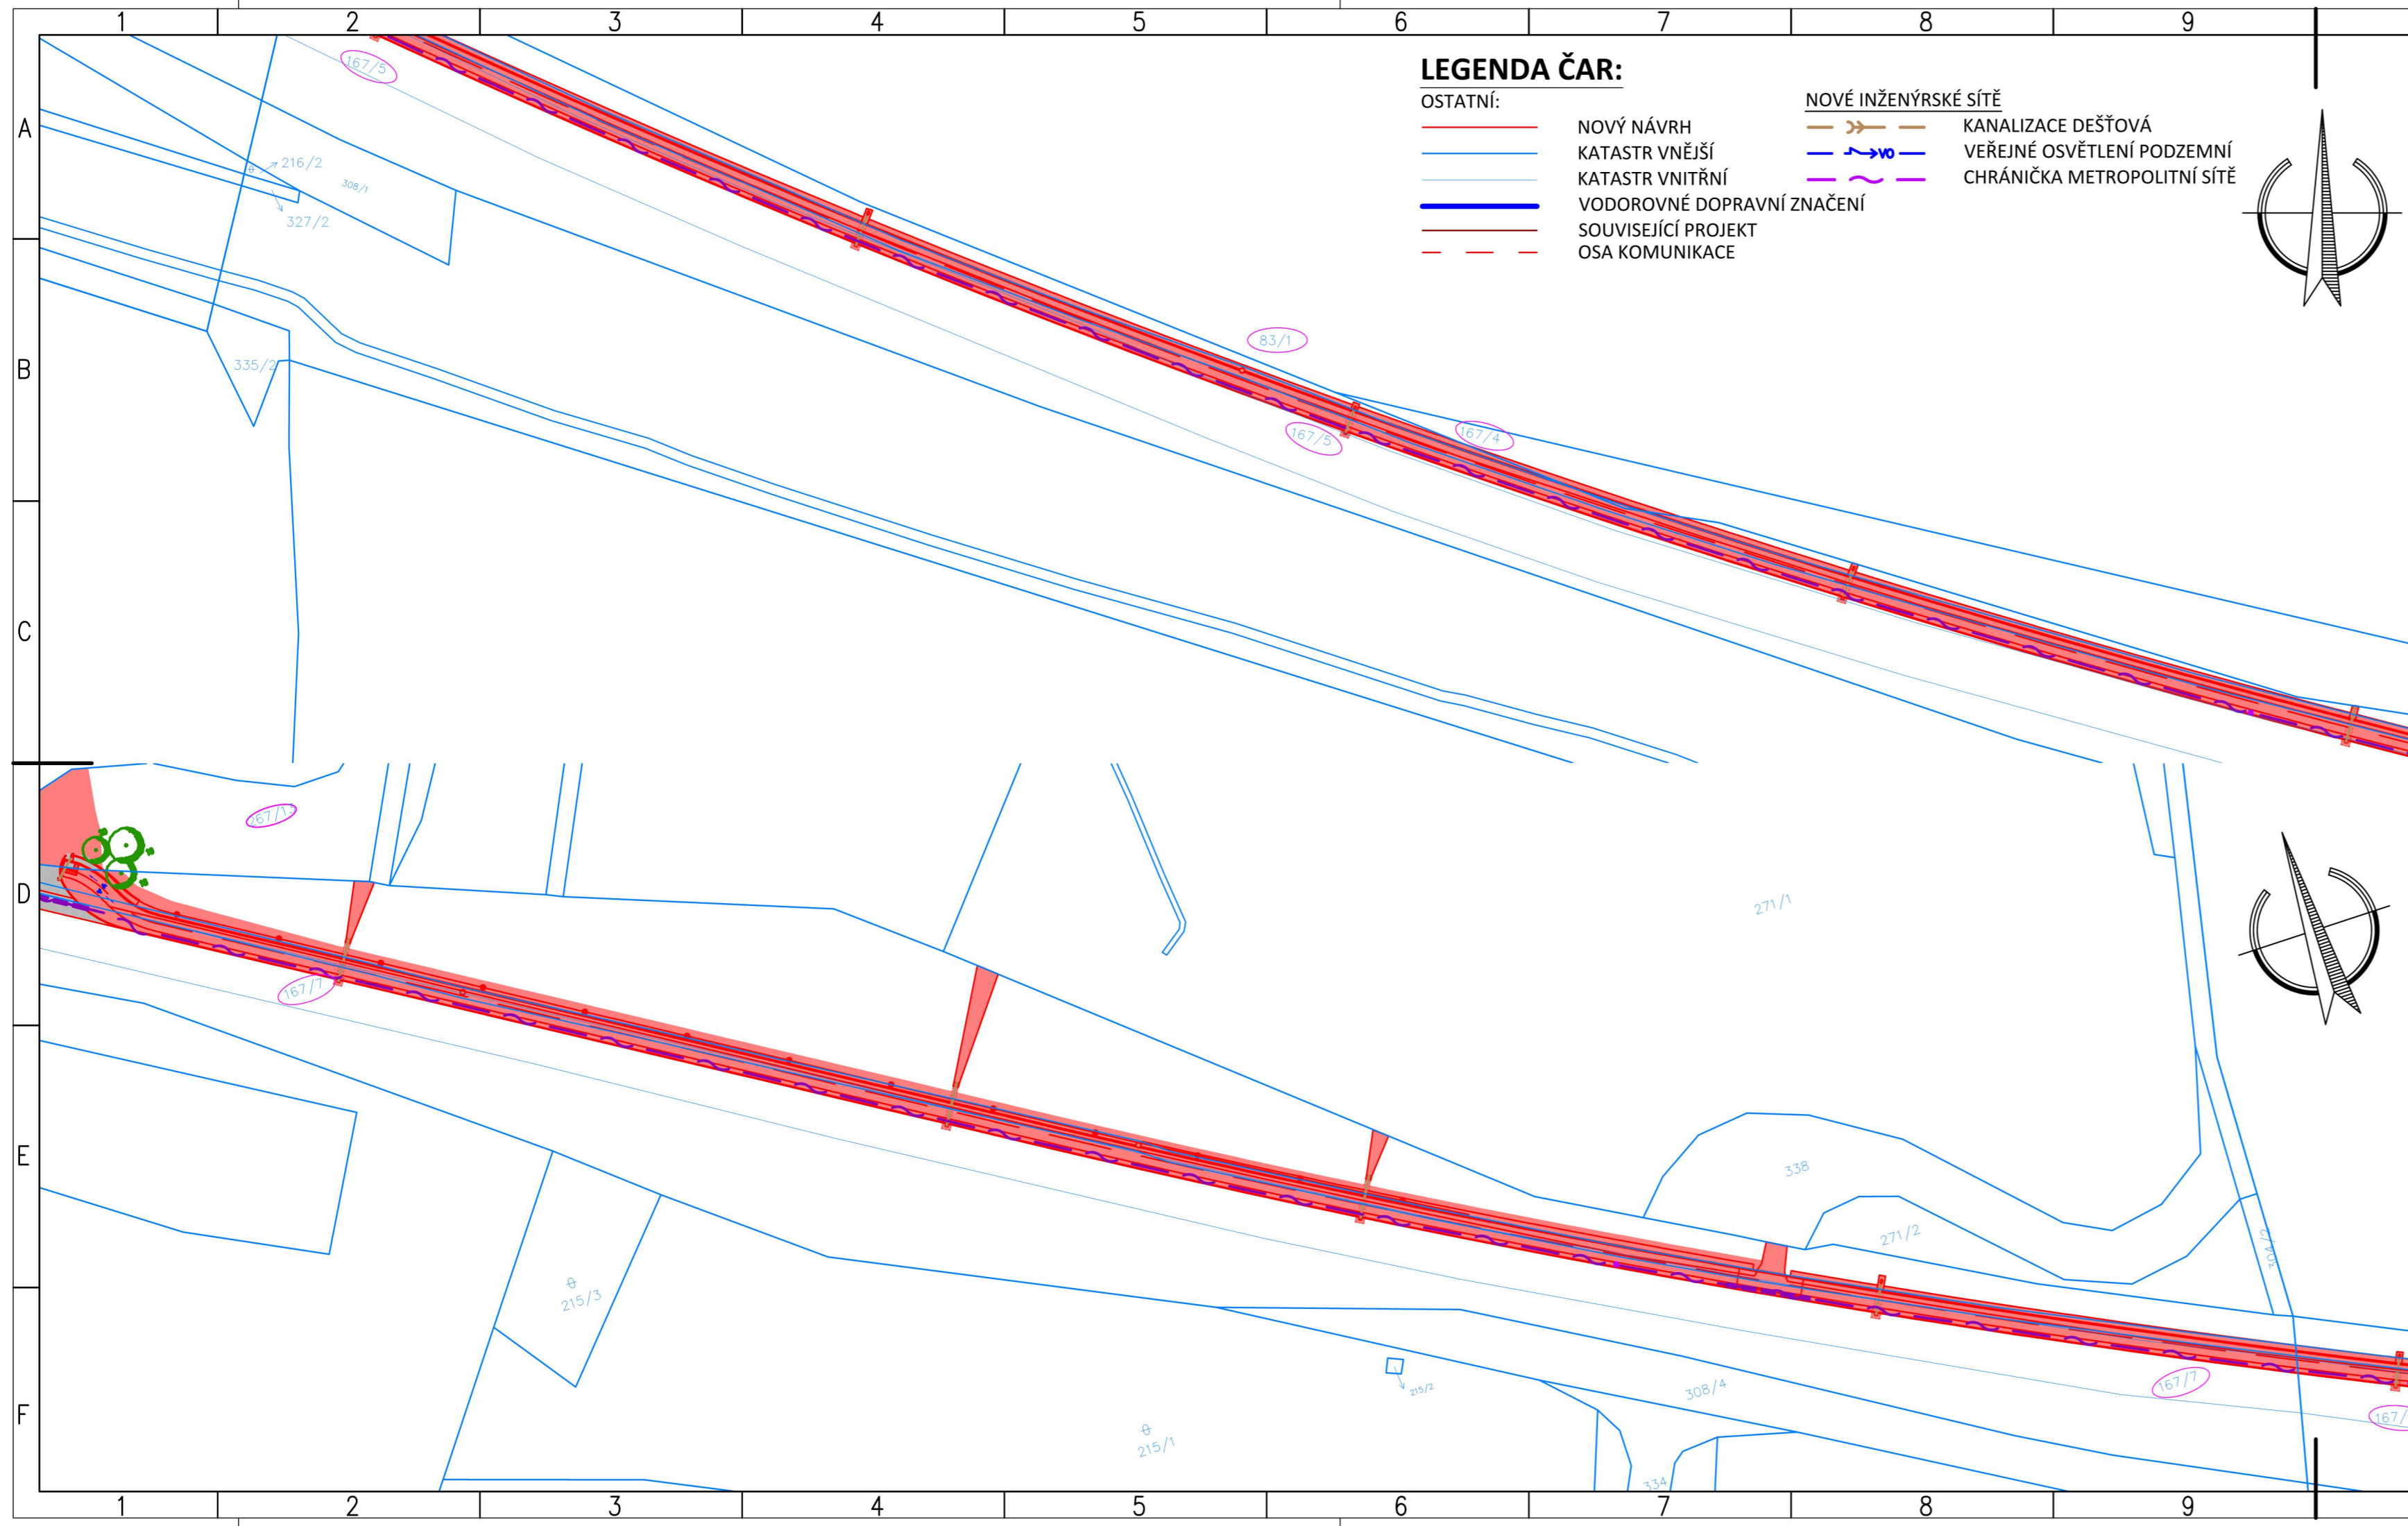 1 2 3 4 5 6 7 8 9
LEGENDA ČAR:
OSTATNÍ:
NOVÝ NÁVRH
KATASTR VNĚJŠÍ
KATASTR VNITŘNÍ
VODOROVNÉ DOPRAVNÍ ZNAČENÍ
SOUVISEJÍCÍ PROJEKT
OSA KOMUNIKACE
NOVÉ INŽENÝRSKÉ SÍTĚ
KANALIZACE DEŠŤOVÁ
VO
VEŘEJNÉ OSVĚTLENÍ PODZEMNÍ
CHRÁNIČKA METROPOLITNÍ SÍTĚ
A
167/5
216/2
308/1
327/2
B
83/1
335/2
167/5
167/4
C
267/13
D
271/1
167/7
E
338
271/2
304/2
215/3
F
167/7
308/4
215/2
167/
215/1
334
1 2 3 4 5 6 7 8 9